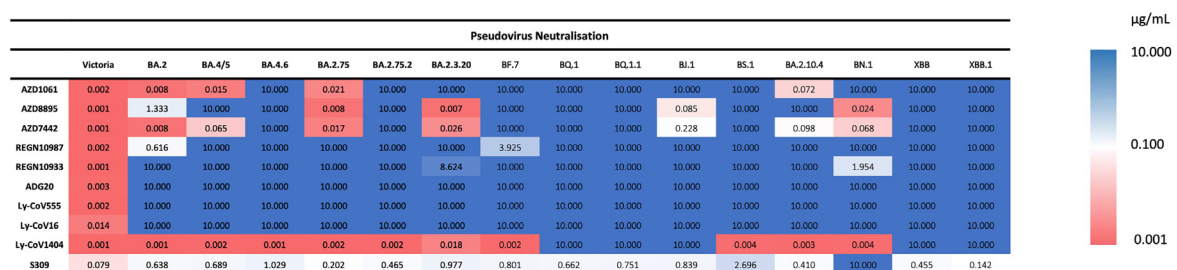 µg/mL
Pseudovirus Neutralisation
Victoria BA.2 BA.4/5 BA.4.6 BA.2.75 BA.2.75.2 BA.2.3.20 BF.7 BQ.1 BQ.1.1 BJ.1 BS.1 BA.2.10.4 BN.1 XBB XBB.1
AZD1061 0.002 0.008 0.015 10.000 0.021 10.000 10.000 10.000 10.000 10.000 10.000 10.000 0.072 10.000 10.000 10.000
AZD8895 0.001 1.333 10.000 10.000 0.008 10.000 0.007 10.000 10.000 10.000 0.085 10.000 10.000 0.024 10.000 10.000
AZD7442 0.001 0.008 0.065 10.000 0.017 10.000 0.026 10.000 10.000 10.000 0.228 10.000 0.098 0.068 10.000 10.000
REGN10987 0.002 0.616 10.000 10.000 10.000 10.000 10.000 3.925 10.000 10.000 10.000 10.000 10.000 10.000 10.000 10.000
REGN10933 0.001 10.000 10.000 10.000 10.000 10.000 8.624 10.000 10.000 10.000 10.000 10.000 10.000 1.954 10.000 10.000
ADG20 0.003 10.000 10.000 10.000 10.000 10.000 10.000 10.000 10.000 10.000 10.000 10.000 10.000 10.000 10.000 10.000
Ly-CoV555 0.002 10.000 10.000 10.000 10.000 10.000 10.000 10.000 10.000 10.000 10.000 10.000 10.000 10.000 10.000 10.000
Ly-CoV16 0.014 10.000 10.000 10.000 10.000 10.000 10.000 10.000 10.000 10.000 10.000 10.000 10.000 10.000 10.000 10.000
Ly-CoV1404 0.001 0.001 0.002 0.001 0.002 0.002 0.018 0.002 10.000 10.000 10.000 0.004 0.003 0.004 10.000 10.000
S309 0.079 0.638 0.689 1.029 0.202 0.465 0.977 0.801 0.662 0.751 0.839 2.696 0.410 10.000 0.455 0.142
10.000
0.100
0.001